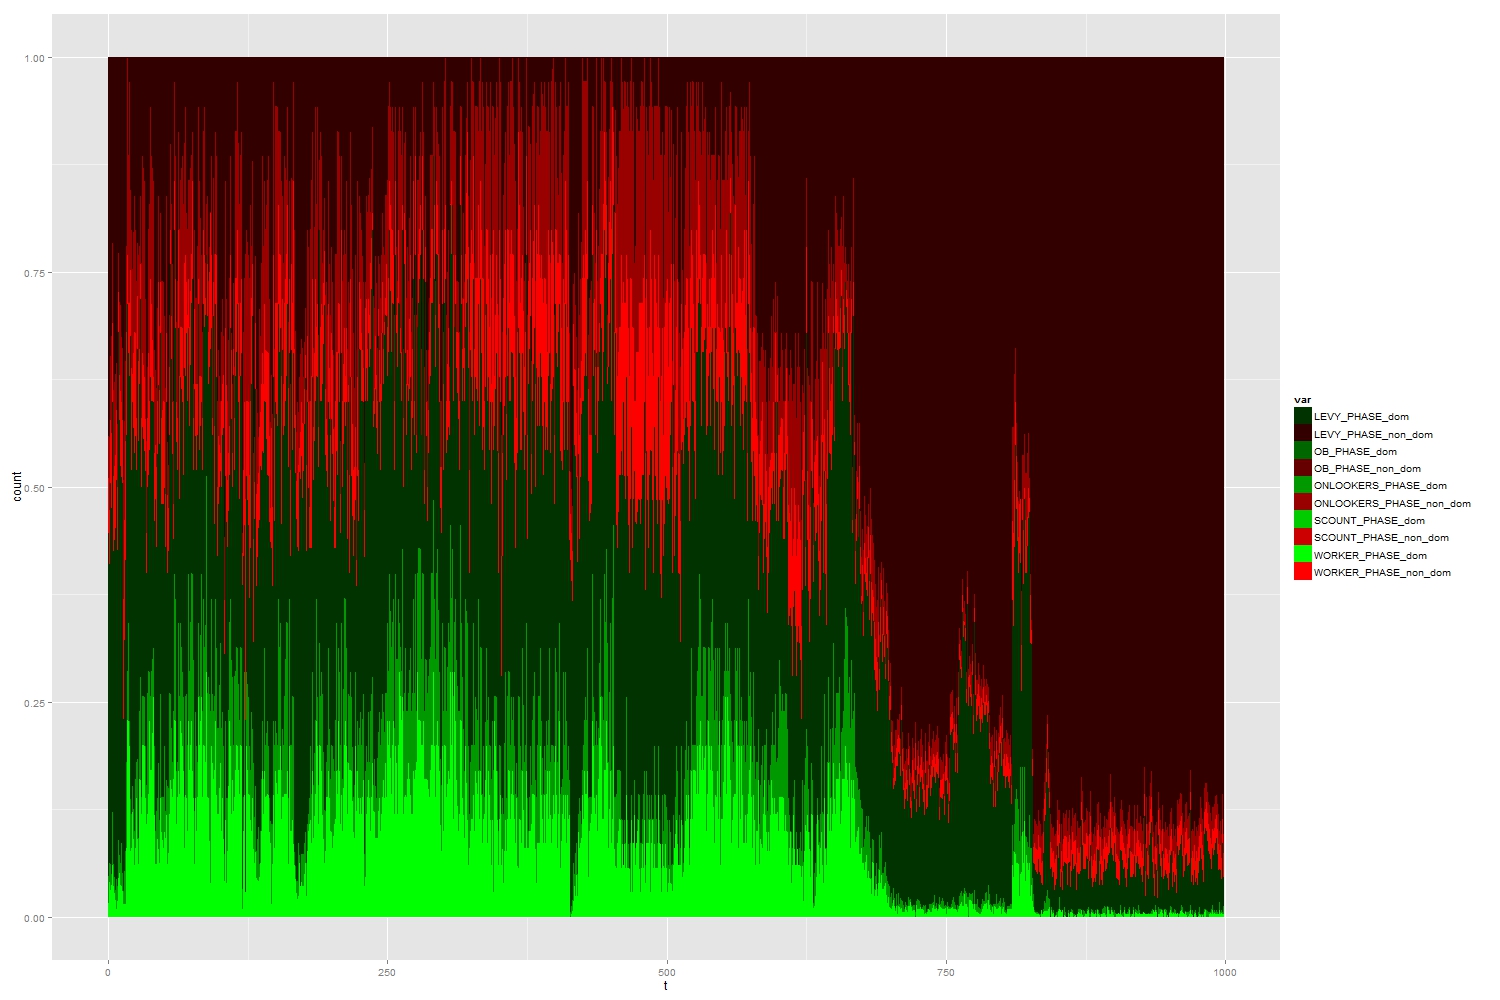 1.00
0.75
0.50
0.25
0.00
count
0
250
500
750
1000
t
var
LEVY_PHASE_dom
LEVY_PHASE_non_dom
OB_PHASE_dom
OB_PHASE_non_dom
ONLOOKERS_PHASE_dom
ONLOOKERS_PHASE_non_dom
SCOUNT_PHASE_dom
SCOUNT_PHASE_non_dom
WORKER_PHASE_dom
WORKER_PHASE_non_dom